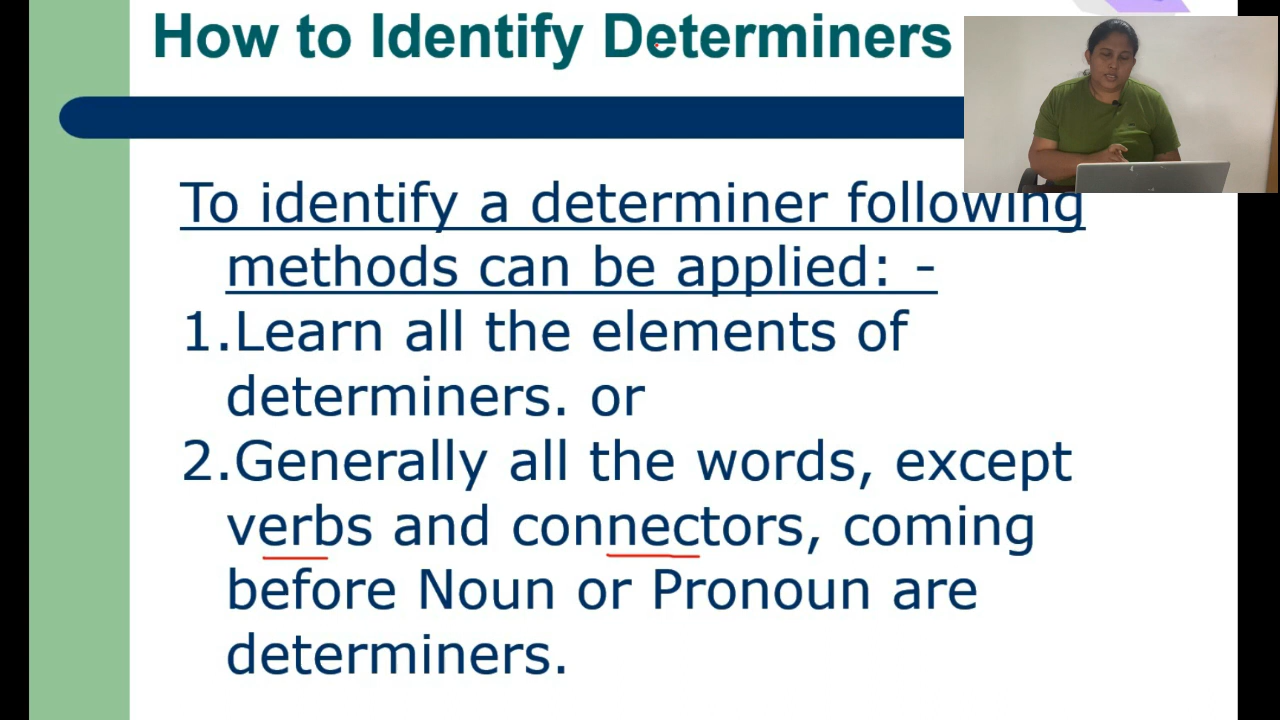 How to Identify Determiners
To identify a determiner following
methods can be applied: -
1.Learn all the elements of
determiners. or
2.Generally all the words, except
verbs and connectors, coming
before Noun or Pronoun are
determiners.